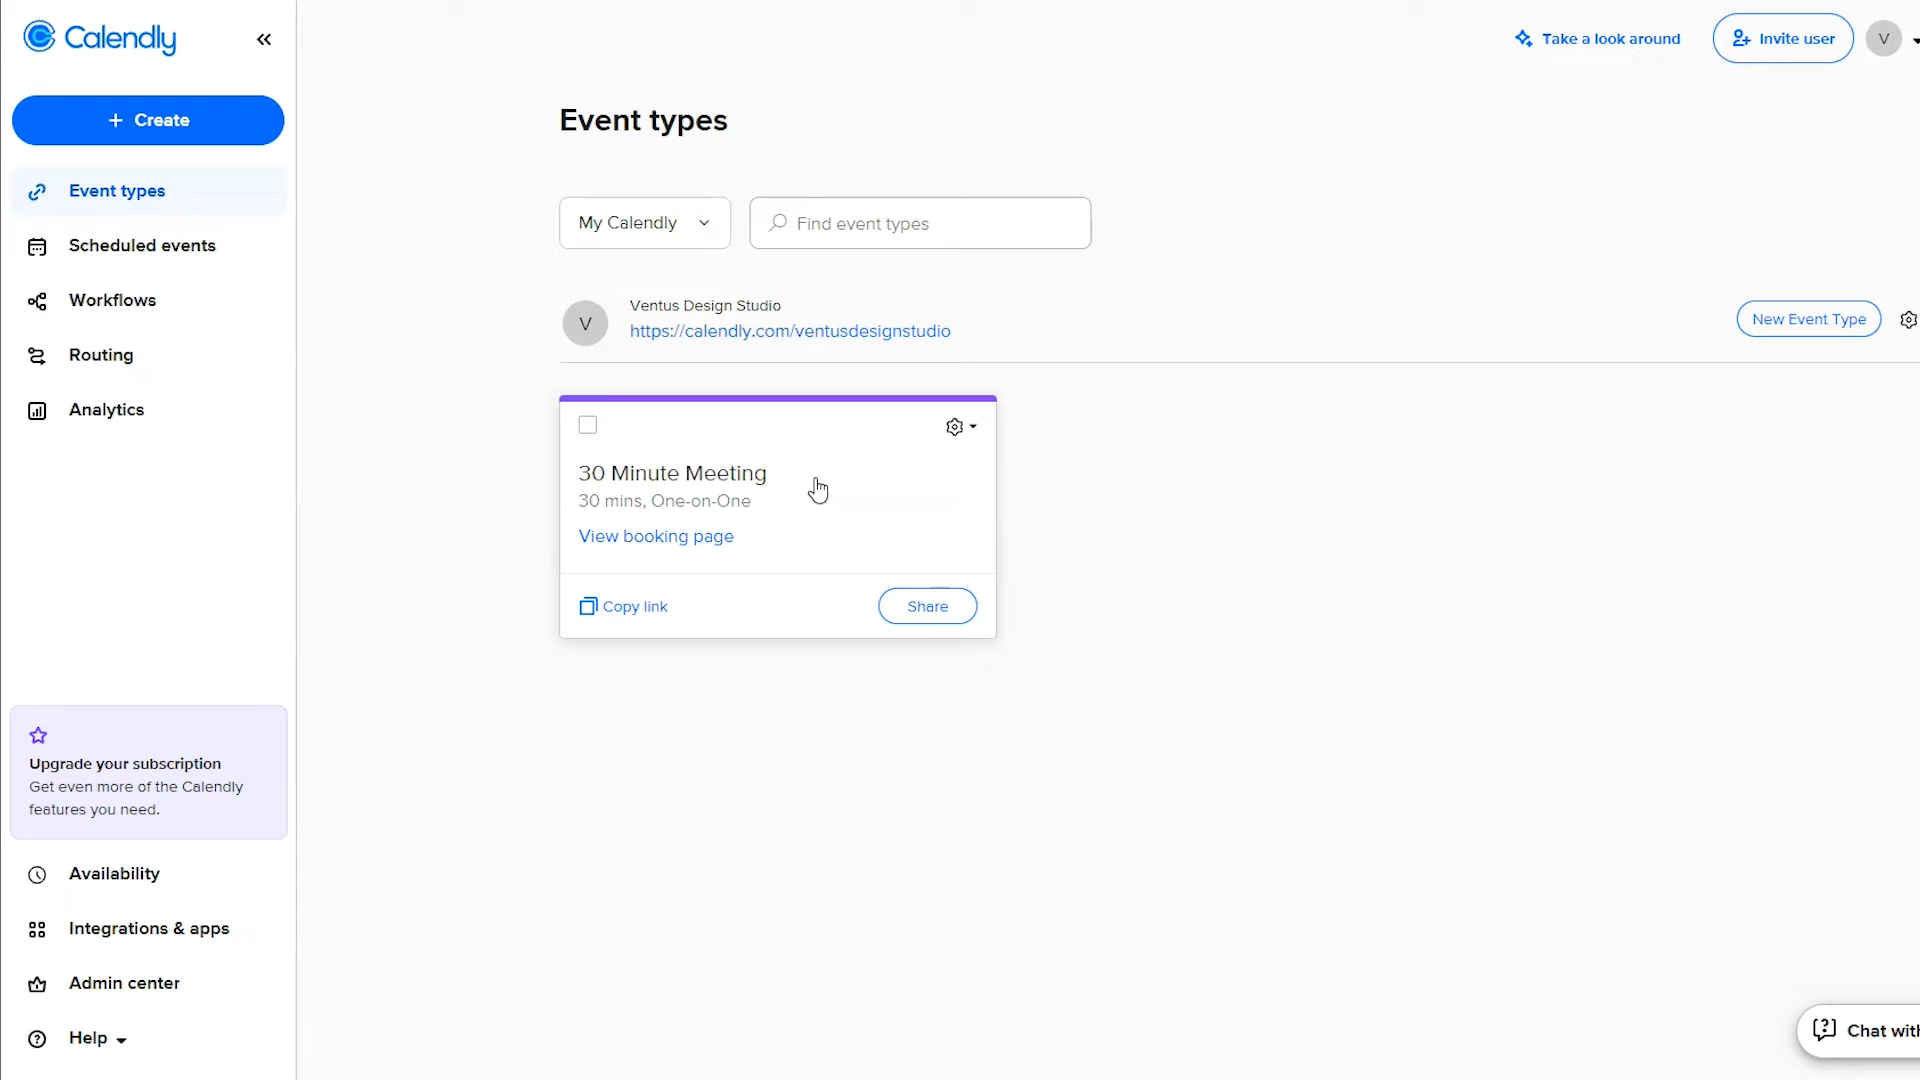 Calendly
Take a look around
Invite user
V
+ Create
Event types
Event types
Scheduled events
Workflows
Routing
Analytics
My Calendly
Find event types
V
Ventus Design Studio
https://calendly.com/ventusdesignstudio
New Event Type
30 Minute Meeting
30 mins, One-on-One
View booking page
Copy link
Share
Upgrade your subscription
Get even more of the Calendly
features you need.
Availability
Integrations & apps
Admin center
Help
Chat with